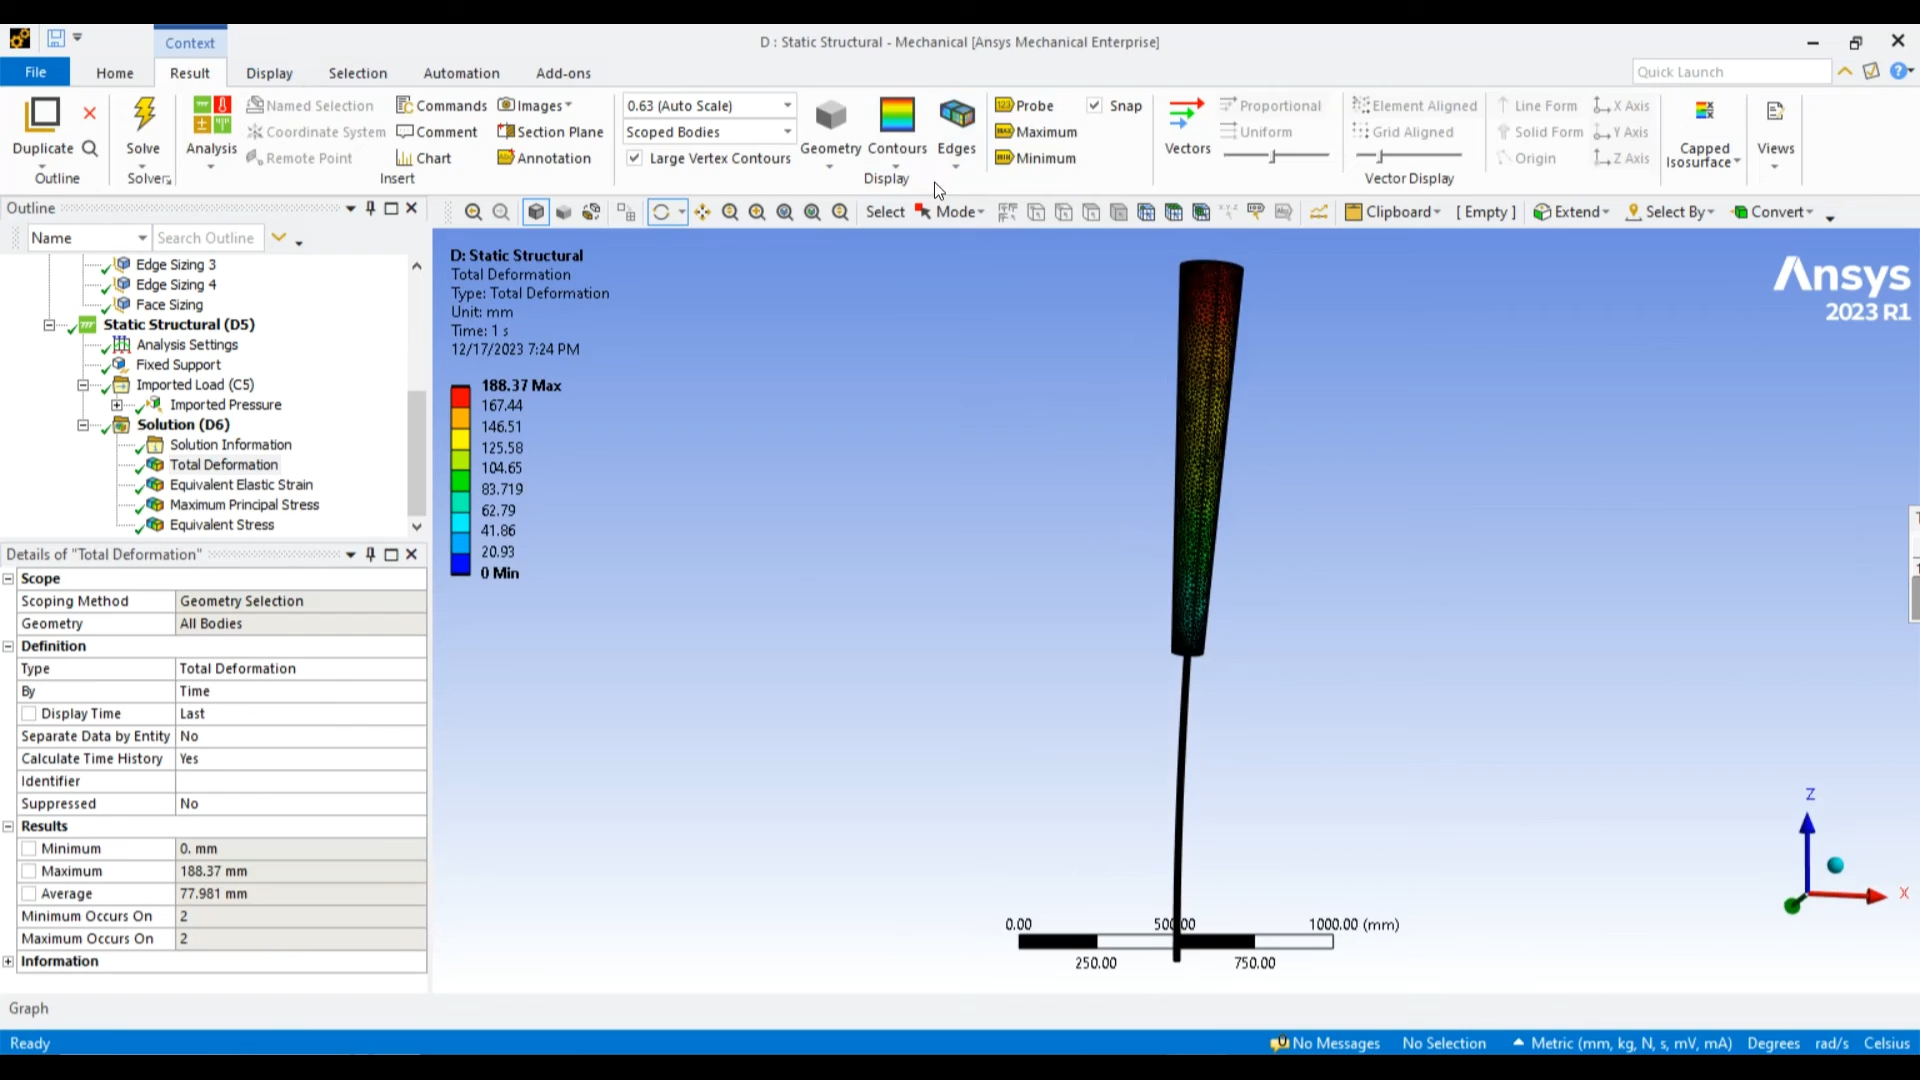 Context
D : Static Structural - Mechanical [Ansys Mechanical Enterprise]
File Home Result Display Selection Automation Add-ons
Quick Launch
Duplicate
Outline
Solve
Solver
Analysis
Named Selection
Coordinate System
Remote Point
Commands
Comment
Chart
Images
Section Plane
Annotation
Insert
0.63 (Auto Scale)
Scoped Bodies
Large Vertex Contours
Geometry
Contours
Edges
Display
Probe
Maximum
Minimum
Snap
Vectors
Proportional
Uniform
Element Aligned
Grid Aligned
Line Form
Solid Form
Origin
X Axis
Y Axis
Z Axis
Vector Display
Capped
Isosurface
Views
Select Mode Clipboard [ Empty ] Extend Select By Convert
Outline
Name Search Outline
Edge Sizing 3
Edge Sizing 4
Face Sizing
Static Structural (D5)
Analysis Settings
Fixed Support
Imported Load (C5)
Imported Pressure
Solution (D6)
Solution Information
Total Deformation
Equivalent Elastic Strain
Maximum Principal Stress
Equivalent Stress
Details of "Total Deformation"
Scope
Scoping Method Geometry Selection
Geometry All Bodies
Definition
Type Total Deformation
By Time
Display Time Last
Separate Data by Entity No
Calculate Time History Yes
Identifier
Suppressed No
Results
Minimum 0. mm
Maximum 188.37 mm
Average 77.981 mm
Minimum Occurs On 2
Maximum Occurs On 2
Information
D: Static Structural
Total Deformation
Type: Total Deformation
Unit: mm
Time: 1 s
12/17/2023 7:24 PM
188.37 Max
167.44
146.51
125.58
104.65
83.719
62.79
41.86
20.93
0 Min
Ansys
2023 R1
Z
X
0.00 500.00 1000.00 (mm)
250.00 750.00
Graph
Ready
No Messages No Selection Metric (mm, kg, N, s, mV, mA) Degrees rad/s Celsius